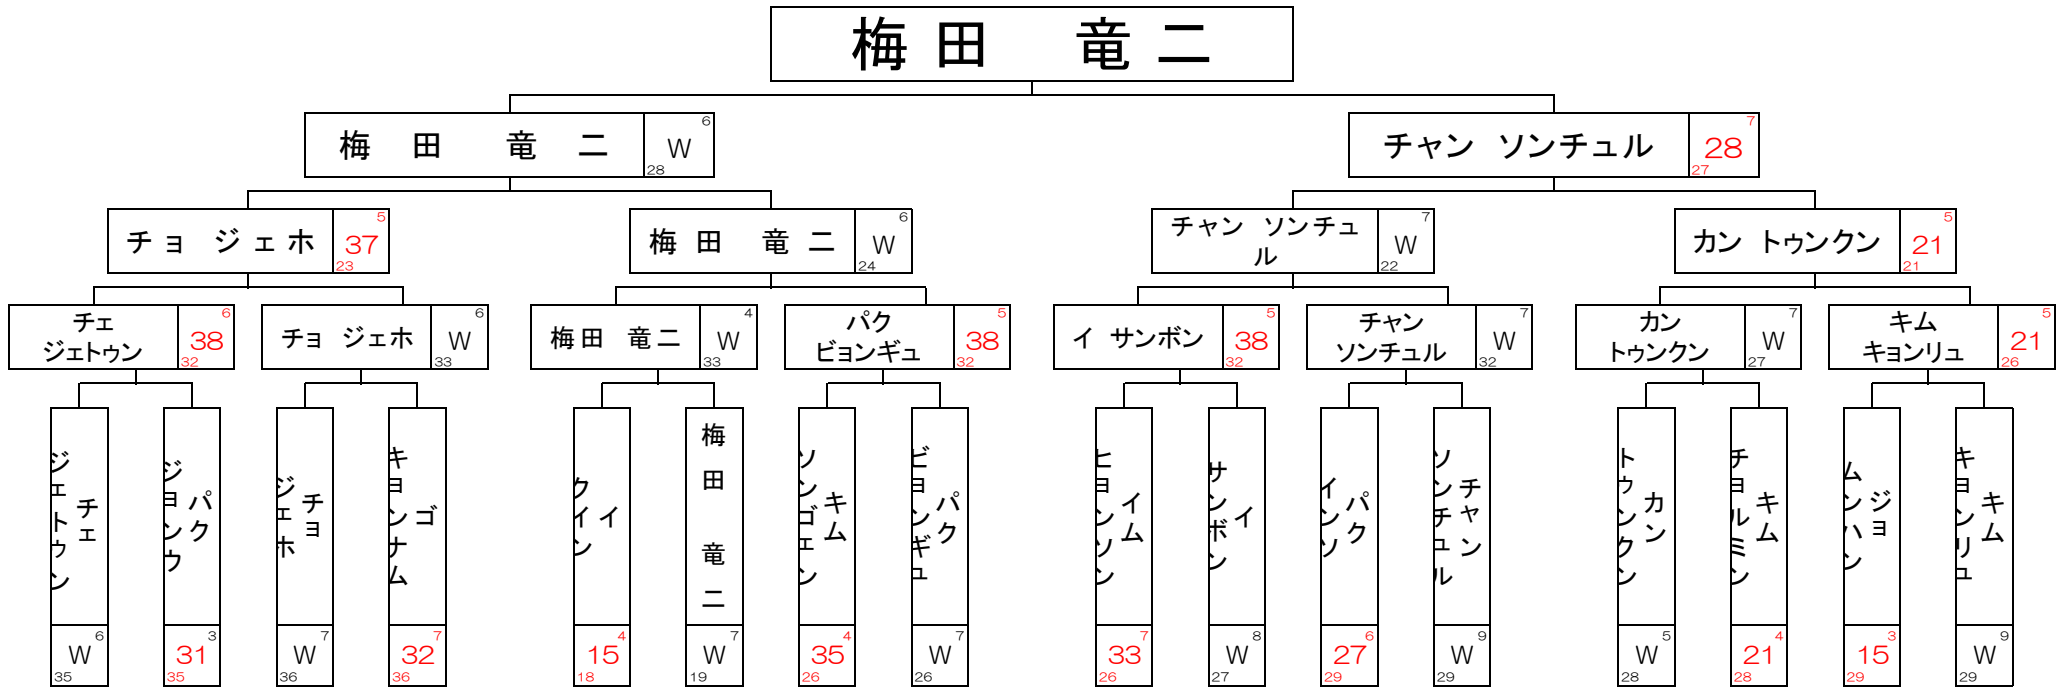 梅田 竜二
梅田 竜二
6
W
28
チャン ソンチュル
7
28
27
チョ ジェホ
5
37
23
梅田 竜二
6
W
24
チャン ソンチュ
ル
7
W
22
カン トゥンクン
5
21
21
チェ
ジェトゥン
6
38
32
チョ ジェホ
6
W
33
梅田 竜二
4
W
33
パク
ビョンギュ
5
38
32
イ サンボン
5
38
32
チャン
ソンチュル
7
W
32
カン
トゥンクン
7
W
27
キム
キョンリュ
5
21
26
チェ
ジェトゥン
6
W
35
パク
ジョンウ
3
31
35
チョ
ジェホ
7
W
36
ゴ
キョンナム
7
32
36
イ
クイン
4
15
18
梅田 竜二
7
W
19
キム
ソンゴェン
4
35
26
パク
ビョンギュ
7
W
26
イム
ヒョンソン
7
33
26
イ
サンボン
8
W
27
パク
インソ
6
27
29
チャン
ソンチュル
9
W
29
カン
トゥンクン
5
W
28
キム
チョルミン
4
21
28
ジョ
ムンハン
3
15
29
キム
キョンリュ
9
W
29